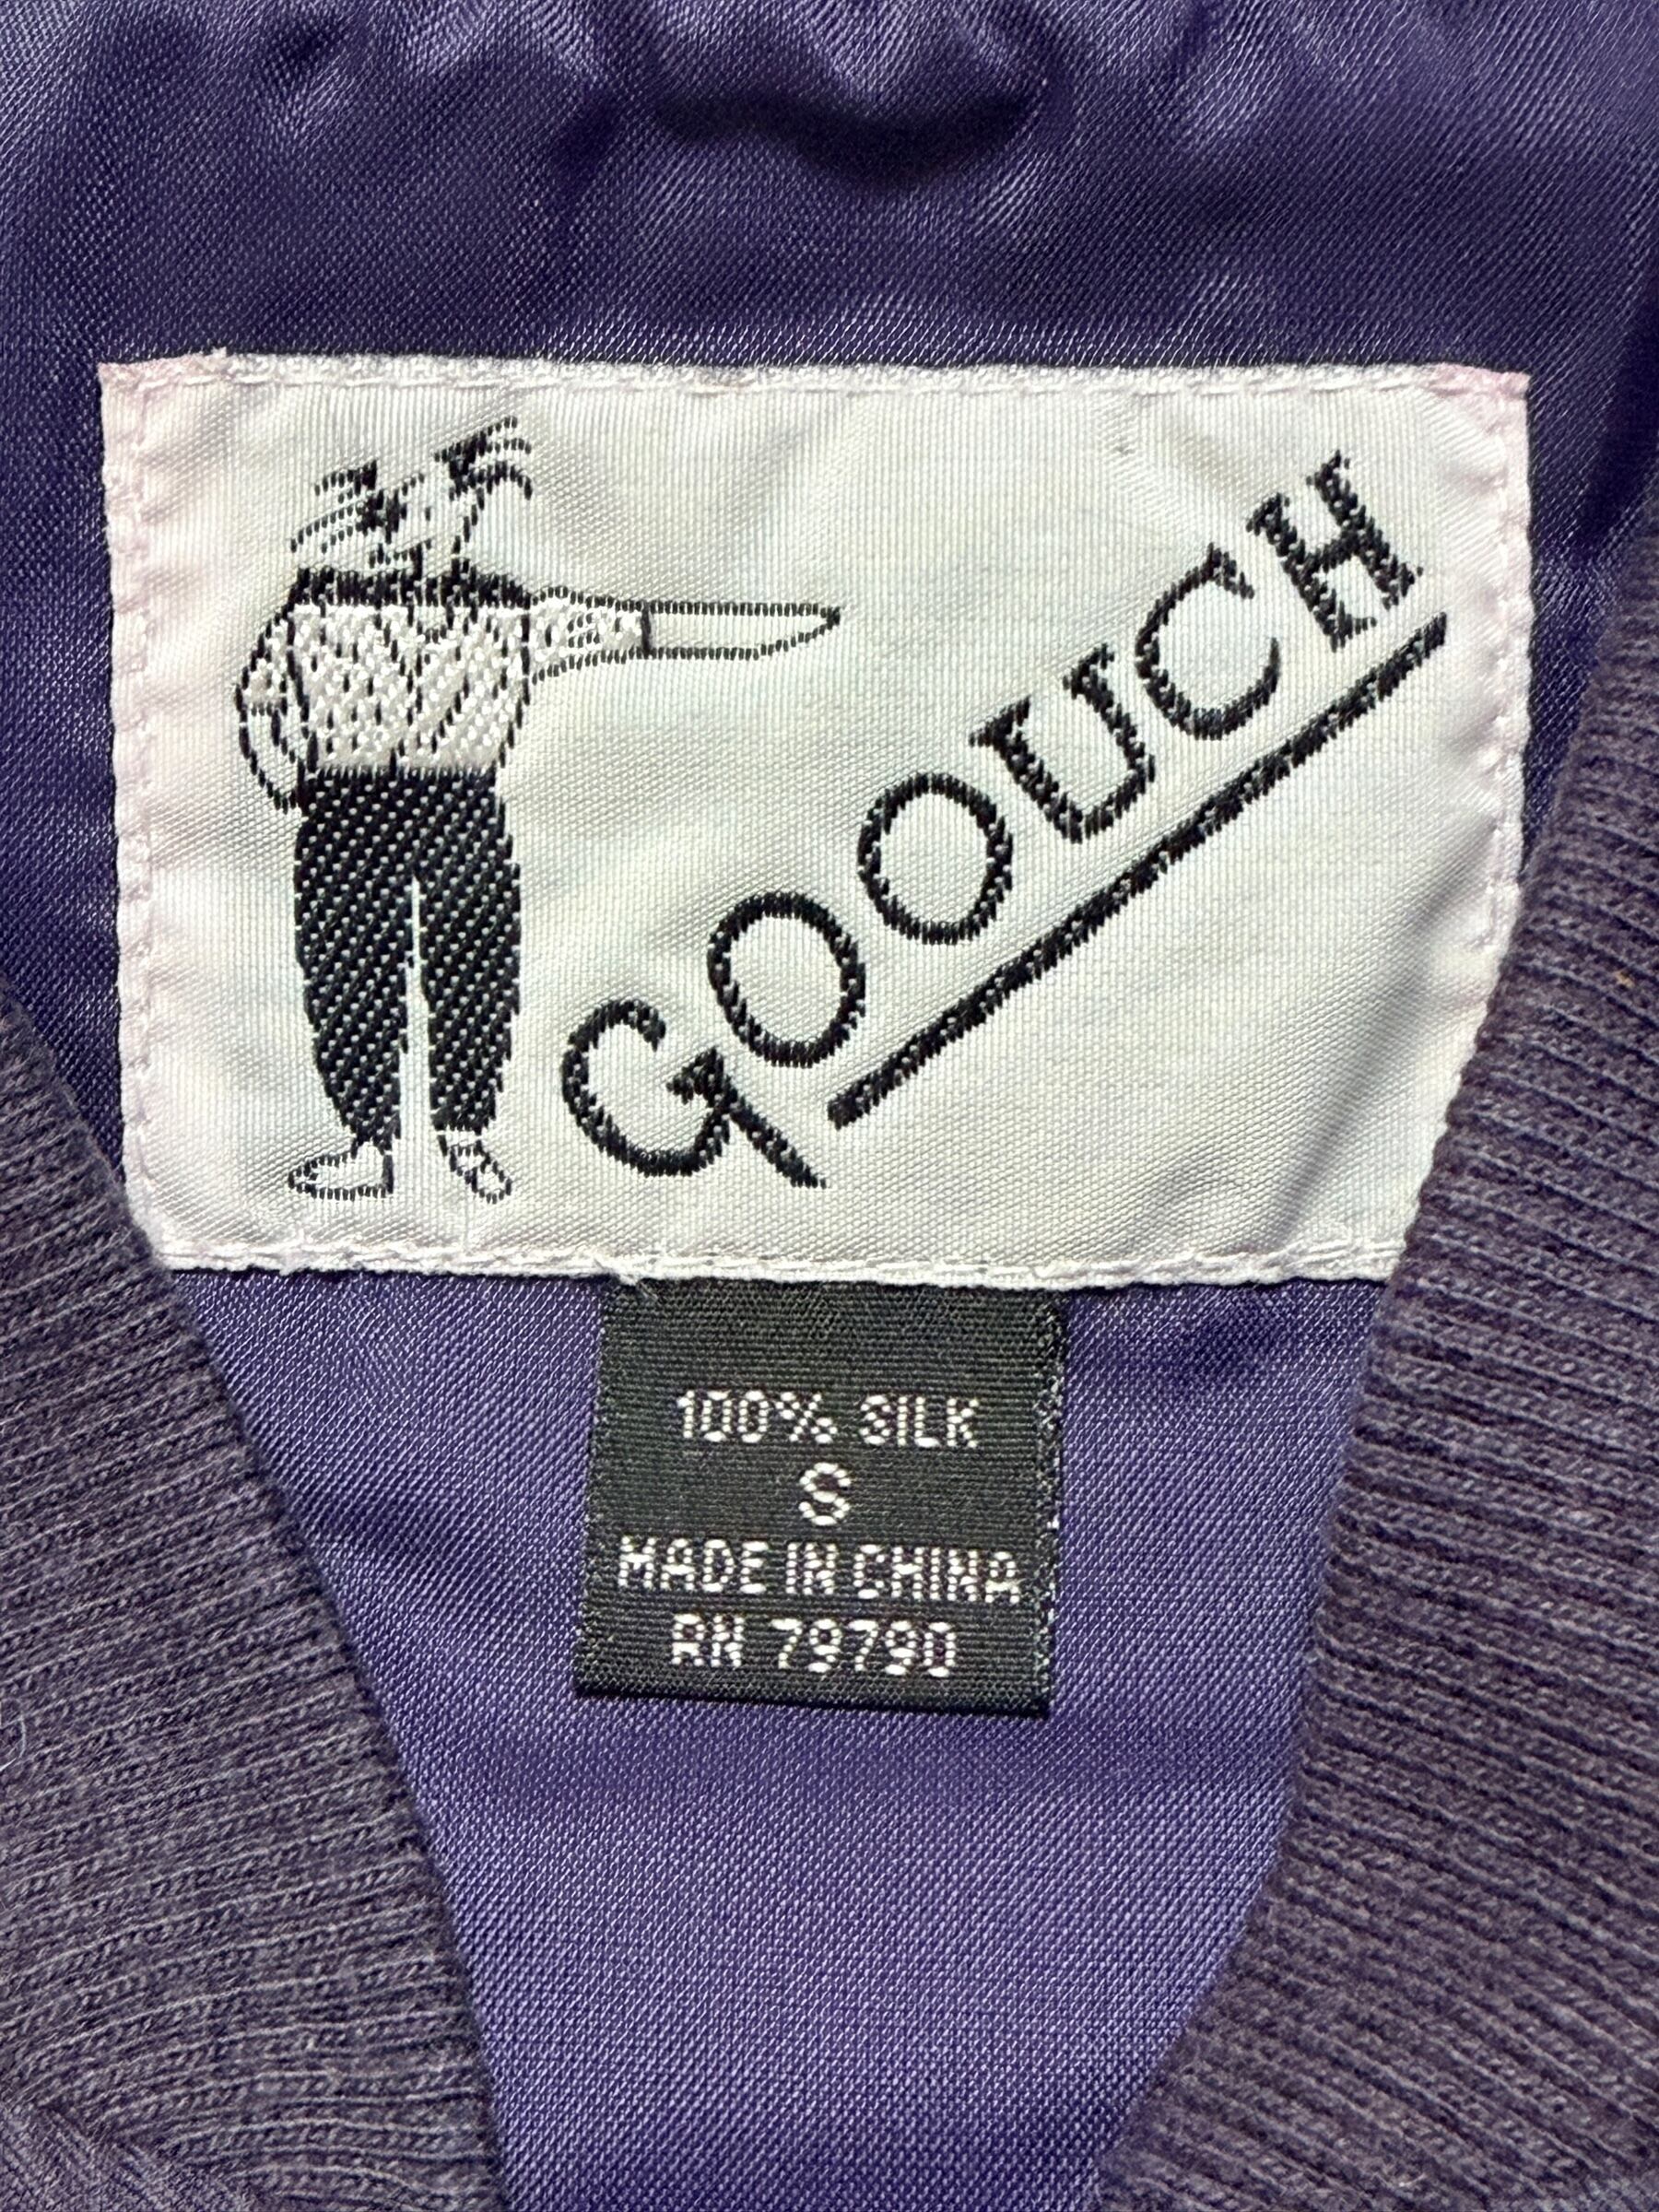 GOOUCH
100% SILK
S
MADE IN CHINA
RN 79790